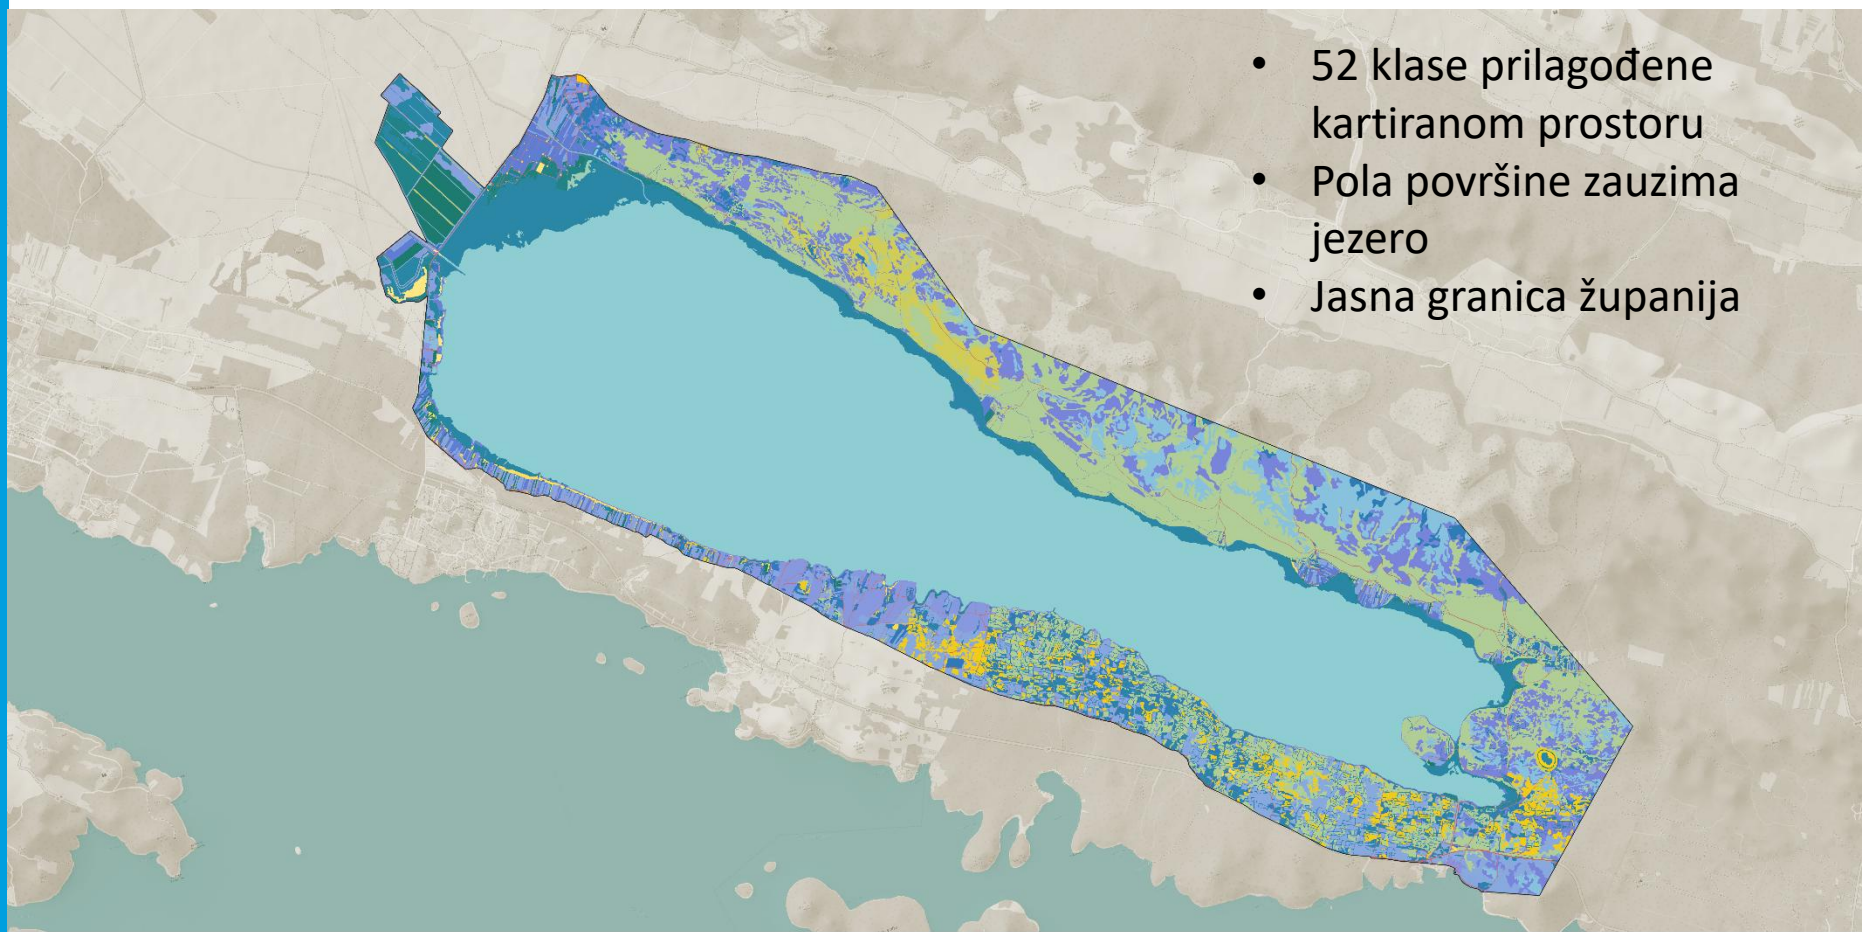 • 52 klase prilagođene
kartiranom prostoru
• Pola površine zauzima
jezero
• Jasna granica županija